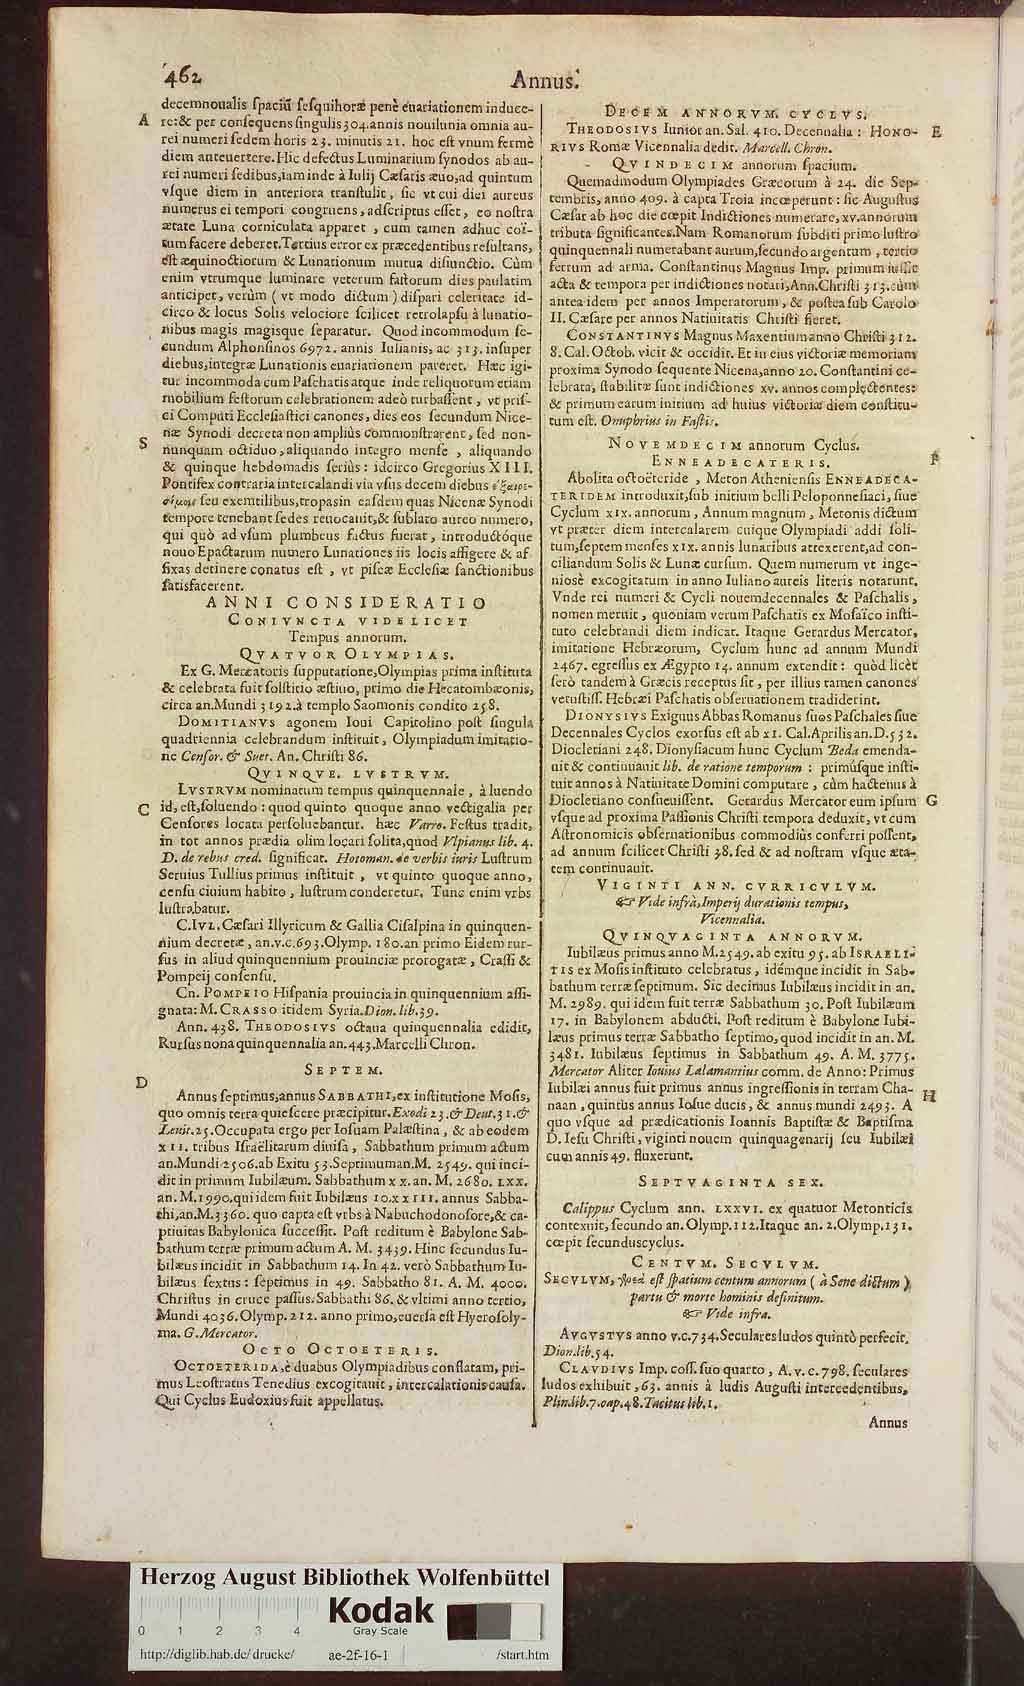 462
Annus.
decemnoualis ſpaciũ ſeſquihoræ penè euariationem induce-
A
re:& per conſequens ſingulis 304.annis nouilunia omnia au-
rei numeri ſedem horis 23. minutis 21. hoc eſt vnum fermè
diem anteuertere. Hic defectus Luminarium ſynodos ab au-
rei numeri ſedibus,iam inde à Iulij Cæſaris æuo,ad quintum
vſque diem in anteriora tranſtulit, ſic vt cui diei aureus
numerus ei tempori congruens, adſcriptus eſſet, eo noſtra
ætate Luna corniculata apparet , cum tamen adhuc coï-
tum facere deberet.Tertius error ex præcedentibus reſultans,
eſt æquinoctiorum & Lunationum mutua diſiunctio. Cùm
enim vtrumque luminare veterum faſtorum dies paulatim
anticipet, verùm ( vt modo dictum ) diſpari celeritate id-
circo & locus Solis velociore ſcilicet retrolapſu à lunatio-
nibus magis magisque ſeparatur. Quod incommodum ſe-
cundum Alphonſinos 6972. annis Iulianis, ac 313. inſuper
diebus,integræ Lunationis euariationem pareret. Hæc igi-
tur incommoda cum Paſchatis atque inde reliquorum etiam
mobilium feſtorum celebrationem adeò turbaſſent , vt priſ-
ci Computi Eccleſiaſtici canones, dies eos ſecundum Nice-
næ Synodi decreta non ampliùs commonſtrarent, ſed non-
S
nunquam octiduo, aliquando integro menſe , aliquando
& quinque hebdomadis ſeriùs : idcirco Gregorius XIII.
Pontifex contraria intercalandi via vſus decem diebus
ſeu exemtilibus,tropas in eaſdem quas Nicenæ Synodi
tempore tenebant ſedes reuocauit,& ſublato aureo numero,
qui quò ad vſum plumbeus factus fuerat, introductóque
nouo Epactarum numero Lunationes iis locis affigere & af
fixas detinere conatus eſt , vt piſcæ Eccleſiæ ſanctionibus
ſatisfacerent.
ANNI CONSIDERATIO
CONIVNCTA VIDELICET
Tempus annorum.
QVATVOR OLYMPIAS.
Ex G. Mercatoris ſupputatione,Olympias prima inſtituta
& celebrata fuit ſolſtitio æſtiuo, primo die Hecatombæonis,
circa an.Mundi 3192.à templo Saomonis condito 258.
DOMITIANVS agonem Ioui Capitolino poſt ſingula
quadriennia celebrandum inſtituit, Olympiadum imitatio-
ne Cenſor. & Suet. An. Chriſti 86.
QVINQVE. LVSTRVM.
LVSTRVM nominatum tempus quinquennale, à luendo
C
id, eſt,ſoluendo : quod quinto quoque anno vectigalia per
Cenſores locata perſoluebantur. hæc Varro. Feſtus tradit,
in tot annos prædia olim locari ſolita,quod Vlpianus lib. 4.
D. de rebus cred. ſignificat. Hotoman. de verbis iuris Luſtrum
Seruius Tullius primus inſtituit , vt quinto quoque anno,
cenſu ciuium habito , luſtrum conderetur. Tunc enim vrbs
luſtrabatur.
C.IVL. Cæſari Illyricum & Gallia Ciſalpina in quinquen-
nium decretæ , an.v.c.693.Olymp. 180.an primo Eidem rur-
ſus in aliud quinquennium prouinciæ prorogatæ , Craſſi &
Pompeij conſenſu.
Cn. POMPEIO Hiſpania prouincia in quinquennium aſſi-
gnata: M. CRASSO itidem Syria.Dion. lib.39.
Ann. 438. THEODOSIVS octaua quinquennalia edidit,
Rurſus nona quinquennalia an.443.Marcelli Chron.
SEPTEM.
D
Annus ſeptimus,annus SABBATHI,ex inſtitutione Moſis,
quo omnis terra quieſcere præcipitur.Exodi 23.& Deut.31.&
Leuit.25.Occupata ergo per Ioſuam Palæſtina , & ab eodem
XII. tribus Iſraëlitarum diuiſa , Sabbathum primum actum
an.Mundi 2506.ab Exitu 53.Septimum an.M. 2549. qui inci-
dit in primum Iubilæum. Sabbathum XX. an. M. 2680. LXX.
an. M.1990.qui idem fuit Iubilæus 10.XXIII. annus Sabba-
thi,an.M.3360. quo capta eſt vrbs à Nabuchodonoſore,& ca-
ptiuitas Babylonica ſucceſſit. Poſt reditum è Babylone Sab-
bathum terræ primum actum A. M. 3439. Hinc ſecundus Iu-
bilæus incidit in Sabbathum 14. In 42. verò Sabbathum Iu-
bilæus ſextus : ſeptimus in 49. Sabbatho 81. A. M. 4000.
Chriſtus in cruce paſſus.Sabbathi 86. & vltimi anno tertio,
Mundi 4036.Olymp. 212. anno primo,euerſa eſt Hyeroſoly-
ma. G.Mercator.
OCTO OCTOETERIS.
OCTOETERIDA,è duabus Olympiadibus conflatam, pri-
mus Leoſtratus Tenedius excogitauit , intercalationis cauſa.
Qui Cyclus Eudoxius fuit appellatus.
DECEM ANNORVM. CYCLVS.
THEODOSIVS Iunior an. Sal. 410. Decennalia : HONO-
E
RIVS Romæ Vicennalia dedit. Marcell. Chron.
QVINDECIM annorum ſpacium.
Quemadmodum Olympiades Græcorum à 24. die Sep-
tembris, anno 409. à capta Troia incœperunt : ſic Auguſtus
Cæſar ab hoc die cœpit Indictiones numerare, xv.annorum
tributa ſignificantes.Nam Romanorum ſubditi primo luſtro
quinquennali numerabant aurum,ſecundo argentum , tertio
ferrum ad arma. Conſtantinus Magnus Imp. primum iuſſit
acta & tempora per indictiones notari,Ann.Chriſti 313.cùm
antea idem per annos Imperatorum, & poſtea ſub Carolo
II. Cæſare per annos Natiuitatis Chriſti fieret.
CONSTANTINVS Magnus Maxentium anno Chriſti 312.
8. Cal. Octob. vicit & occidit. Et in eius victoriæ memoriam
proxima Synodo ſequente Nicena,anno 20. Conſtantini ce-
lebrata, ſtabilitæ ſunt indictiones xv. annos complectentes:
& primum earum initium ad huius victoriæ diem conſtitu-
tum eſt. Onuphrius in Faſtis.
NOVEMDECIM annorum Cyclus.
ENNEADECATERIS.
F
Abolita octoëteride , Meton Athenienſis ENNEADECA-
TERIDEM introduxit,ſub initium belli Peloponneſiaci, ſiue
Cyclum XIX. annorum , Annum magnum , Metonis dictum
vt præter diem intercalarem cuique Olympiadi addi ſoli-
tum,ſeptem menſes XIX. annis lunaribus attexerent,ad con-
ciliandum Solis & Lunæ curſum. Quem numerum vt inge-
niosè excogitatum in anno Iuliano aureis literis notarunt.
Vnde rei numeri & Cycli nouemdecennales & Paſchalis ,
nomen meruit , quoniam verum Paſchatis ex Moſaïco inſti-
tuto celebrandi diem indicat. Itaque Gerardus Mercator,
imitatione Hebræorum, Cyclum hunc ad annum Mundi
2467. egreſſus ex Ægypto 14. annum extendit : quòd licèt
ſerò tandem à Græcis receptus ſit , per illius tamen canones
vetuſtiſſ. Hebræi Paſchatis obſeruationem tradiderint.
DIONYSIVS Exiguus Abbas Romanus ſuos Paſchales ſiue
Decennales Cyclos exorſus eſt ab XI. Cal.Aprilis an.D.532.
Diocletiani 248. Dionyſiacum hunc Cyclum Beda emenda-
uit & continuauit lib. de ratione temporum : primúſque inſti-
tuit annos à Natiuitate Domini computare , cùm hactenus à
Diocletiano conſueuiſſent. Gerardus Mercator eum ipſum
G
vſque ad proxima Paſſionis Chriſti tempora deduxit, vt cum
Aſtronomicis obſeruationibus commodiùs conferri poſſent,
ad annum ſcilicet Chriſti 38. ſed & ad noſtram vſque æta-
tem continuauit.
VIGINTI ANN. CVRRICVLVM.
☞ Vide infrà,Imperij durationis tempus,
Vicennalia.
QVINQVAGINTA ANNORVM.
Iubilæus primus anno M.2549. ab exitu 95. ab ISRAELI-
TIS ex Moſis inſtituto celebratus , idémque incidit in Sab-
bathum terræ ſeptimum. Sic decimus Iubilæus incidit in an.
M. 2989. qui idem fuit terræ Sabbathum 30. Poſt Iubilæum
17. in Babylonem abducti. Poſt reditum è Babylone Iubi-
læus primus terræ Sabbatho ſeptimo, quod incidit in an. M.
3481. Iubilæus ſeptimus in Sabbathum 49. A. M. 3775.
Mercator Aliter Iouius Lalamantius comm. de Anno: Primus
Iubilæi annus fuit primus annus ingreſſionis in terram Cha-
H
naan , quintus annus Ioſue ducis, & annus mundi 2493. A
quo vſque ad prædicationis Ioannis Baptiſtæ & Baptiſma
D. Ieſu Chriſti, viginti nouem quinquagenarij ſeu Iubilæi
cum annis 49. fluxerunt.
SEPTVAGINTA SEX.
Calippus Cyclum ann. LXXVI. ex quatuor Metonticis
contexuit, ſecundo an. Olymp.112.Itaque an. 2.Olymp.131.
cœpit ſecundus cyclus.
CENTVM. SECVLVM.
SECVLVM, γενεὰ eſt ſpatium centum annorum ( à Sene dictum )
partu & morte hominis definitum.
☞ Vide infra.
AVGVSTVS anno v.c.734.Seculares ludos quintò perfecit.
Dion.lib.54.
CLAVDIVS Imp. coſſ. ſuo quarto , A. v. c. 798. ſeculares
ludos exhibuit , 63. annis à ludis Auguſti intercedentibus,
Plin.lib.7.cap.48.Tacitus lib.1.
Annus
Herzog August Bibliothek Wolfenbüttel
Kodak
0 1 2 3 4
Gray Scale
http://diglib.hab.de/drucke/ ae-2f-16-1 /start.htm